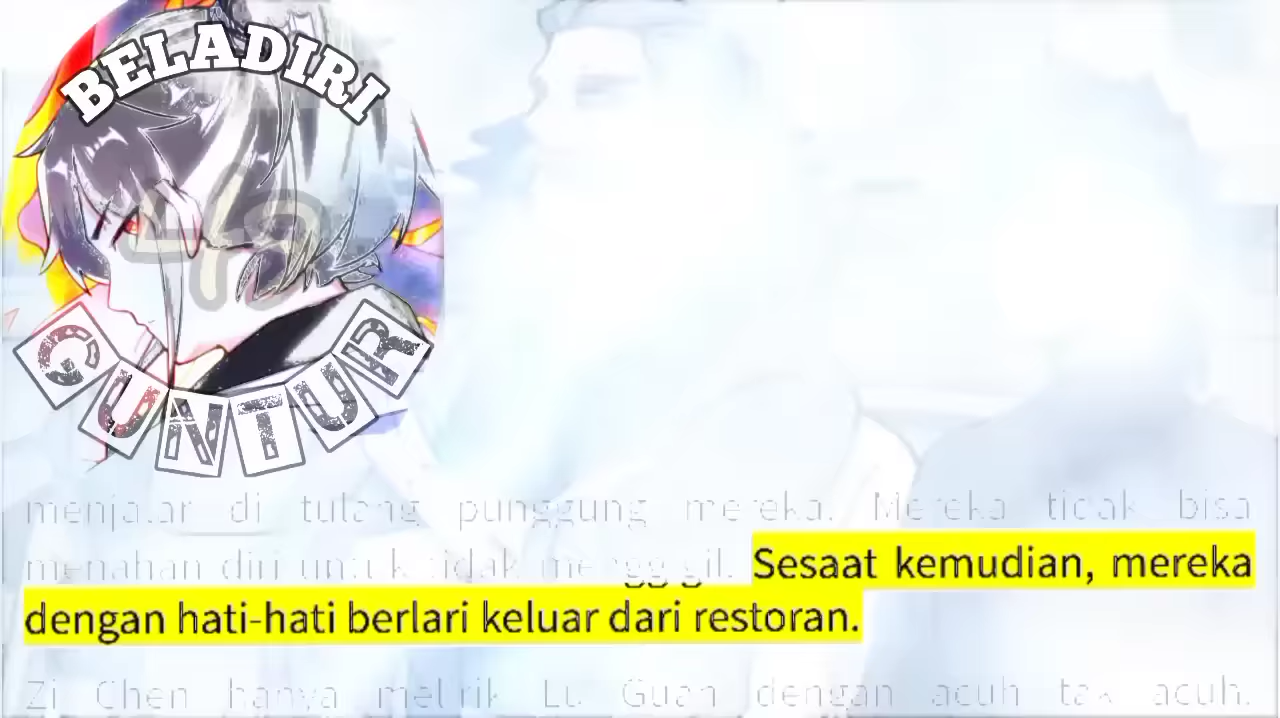 BELADIRI
GUNTUR
menjalar di tulang punggung mereka. Mereka tidak bisa
menahan diri untuk tidak menggigil. Sesaat kemudian, mereka
dengan hati-hati berlari keluar dari restoran.
Zi Chen hanya melirik Lu Guan dengan acuh tak acuh.